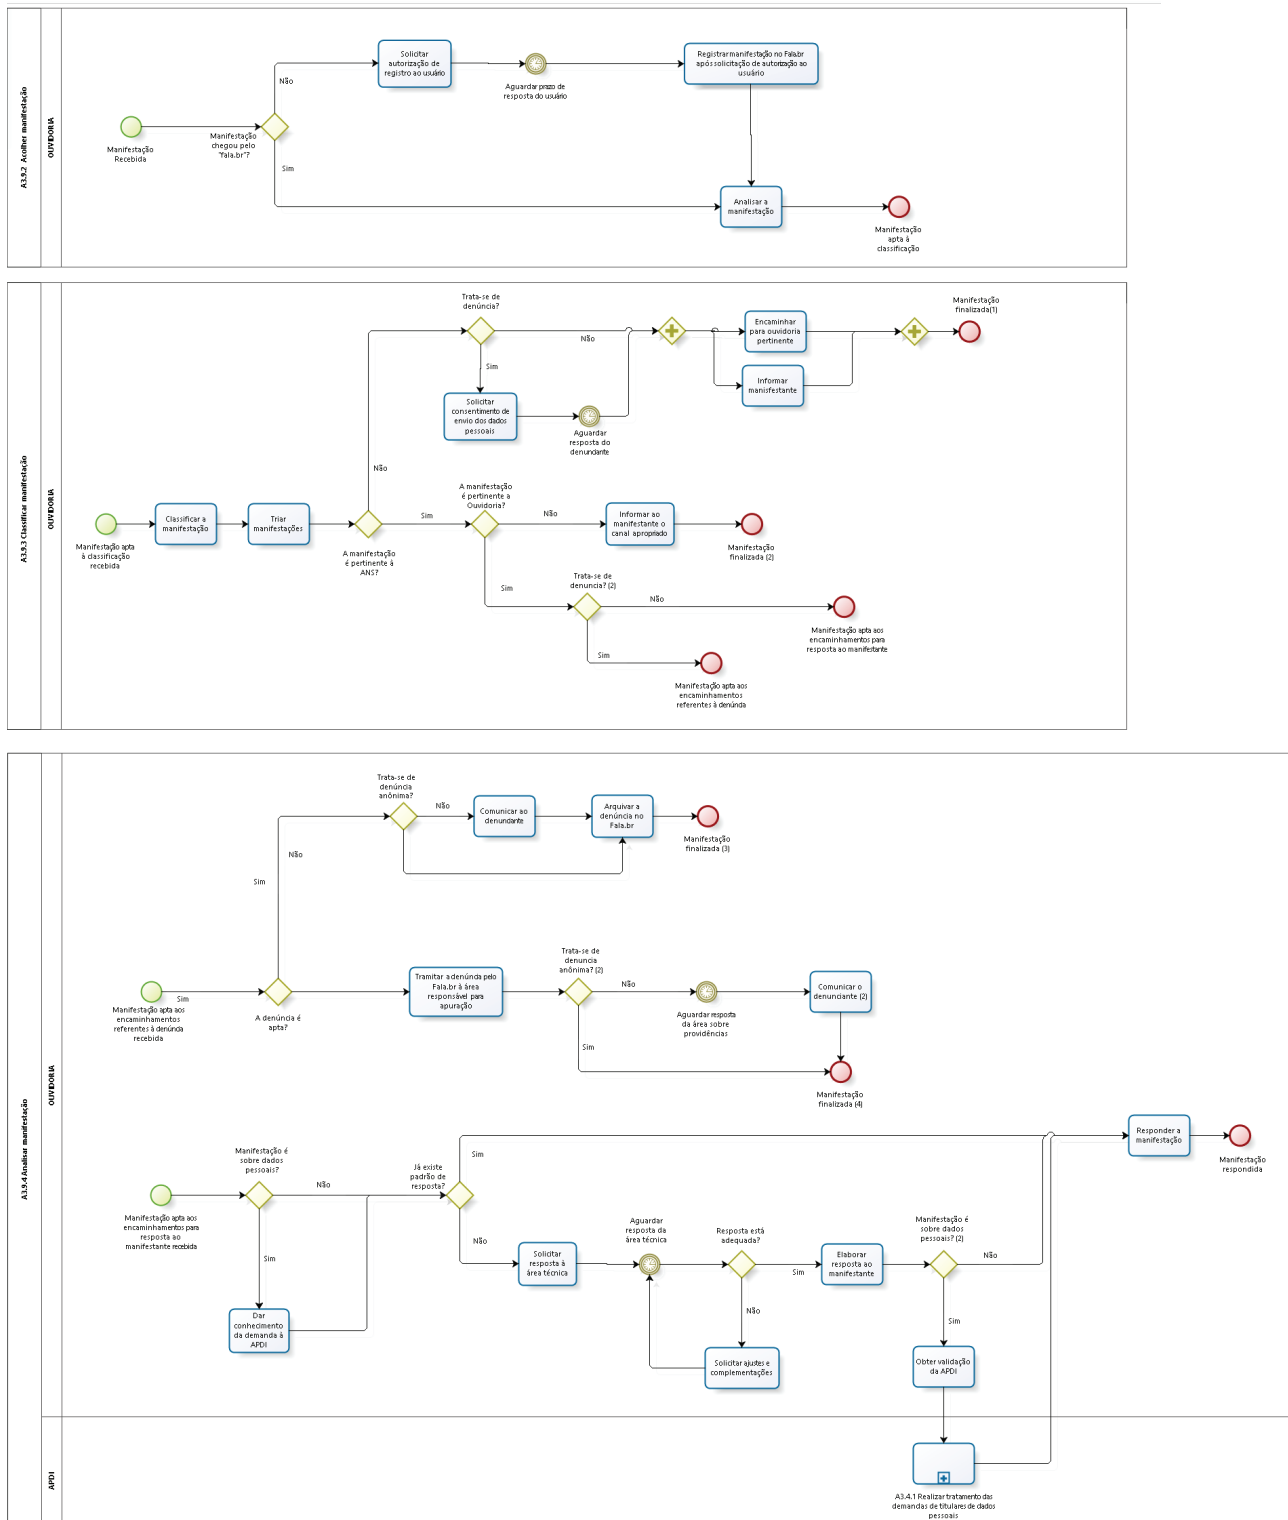 A3.9.2 Acolher manifestação
OUVIDORIA
Manifestação
Recebida
Manifestação
chegou pelo
"fala.br"?
Não
Sim
Solicitar
autorização de
registro ao usuário
Aguardar prazo de
resposta do usuário
Registrar manifestação no Fala.br
após solicitação de autorização ao
usuário
Analisar a
manifestação
Manifestação
apta à
classificação
A3.9.3 Classificar manifestação
OUVIDORIA
Manifestação apta
à classificação
recebida
Classificar a
manifestação
Triar
manifestações
A manifestação
é pertinente à
ANS?
Não
Sim
Trata-se de
denúncia?
Não
Sim
Solicitar
consentimento de
envio dos dados
pessoais
Aguardar
resposta do
denunciante
Encaminhar
para ouvidoria
pertinente
Informar
manisfestante
Manifestação
finalizada(1)
A manifestação
é pertinente a
Ouvidoria?
Não
Sim
Informar ao
manifestante o
canal apropriado
Manifestação
finalizada (2)
Trata-se de
denuncia? (2)
Não
Sim
Manifestação apta aos
encaminhamentos para
resposta ao manifestante
Manifestação apta aos
encaminhamentos
referentes à denúncia
A3.9.4 Analisar manifestação
OUVIDORIA
Trata-se de
denúncia
anônima?
Não
Comunicar ao
denunciante
Arquivar a
denúncia no
Fala.br
Manifestação
finalizada (3)
Não
Sim
Manifestação apta aos
encaminhamentos
referentes à denúncia
recebida
Sim
A denúncia é
apta?
Tramitar a denúncia pelo
Fala.br à área
responsável para
apuração
Trata-se de
denuncia
anônima? (2)
Não
Sim
Aguardar resposta
da área sobre
providências
Comunicar o
denunciante (2)
Manifestação
finalizada (4)
Manifestação apta aos
encaminhamentos para
resposta ao
manifestante recebida
Manifestação é
sobre dados
pessoais?
Não
Sim
Dar
conhecimento
da demanda à
APDI
Já existe
padrão de
resposta?
Sim
Não
Solicitar
resposta à
área técnica
Aguardar
resposta da
área técnica
Resposta está
adequada?
Sim
Não
Solicitar ajustes e
complementações
Elaborar
resposta ao
manifestante
Manifestação é
sobre dados
pessoais? (2)
Não
Sim
Obter validação
da APDI
Responder a
manifestação
Manifestação
respondida
APDI
A3.4.1 Realizar tratamento das
demandas de titulares de dados
pessoais